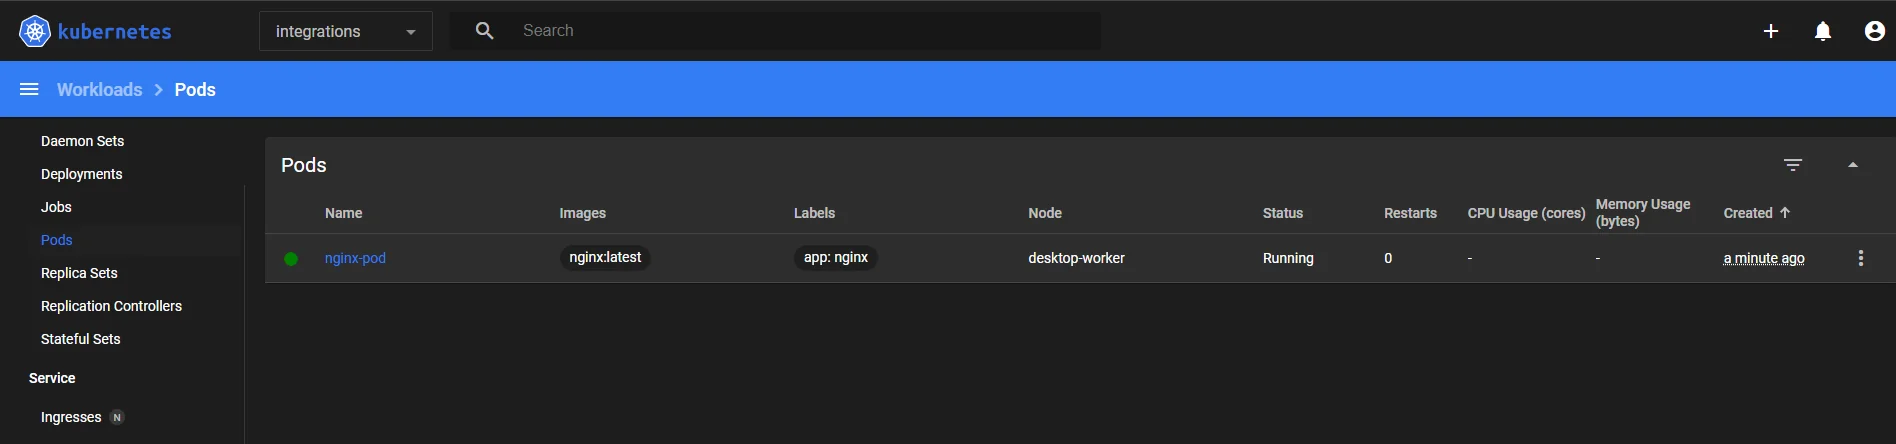 kubernetes
integrations
Search
Workloads > Pods
Daemon Sets
Deployments
Jobs
Pods
Replica Sets
Replication Controllers
Stateful Sets
Service
Ingresses N
Pods
Name Images Labels Node Status Restarts CPU Usage (cores) Memory Usage (bytes) Created ↑
nginx-pod nginx:latest app: nginx desktop-worker Running 0 - - a minute ago